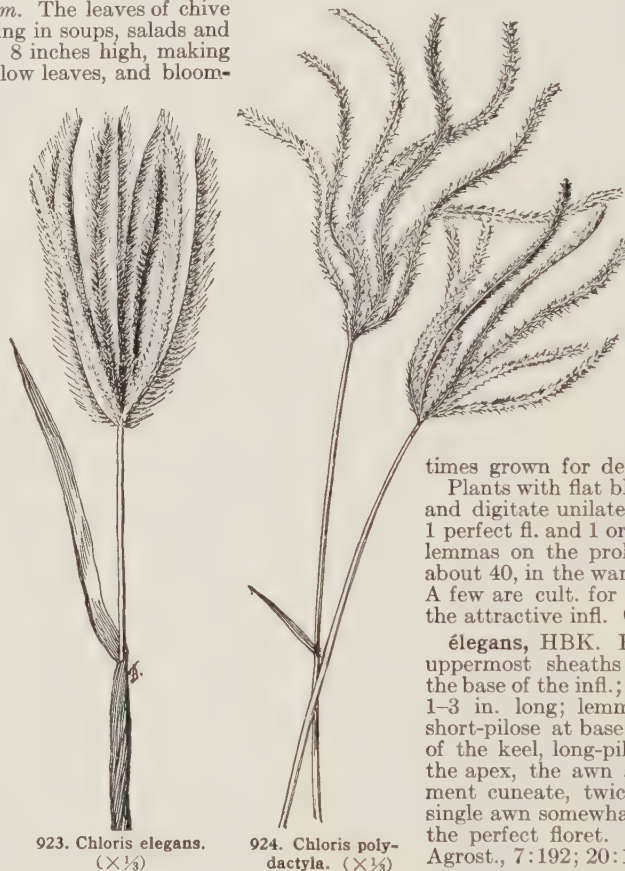 m. The leaves of chive
ing in soups, salads and
8 inches high, making
low leaves, and bloom-
923. Chloris elegans.
(×⅓)
924. Chloris poly-
dactyla. (×⅓)
times grown for de
Plants with flat bl
and digitate unilate
1 perfect fl. and 1 or
lemmas on the prol
about 40, in the war
A few are cult. for
the attractive infl.
élegans, HBK.
uppermost sheaths
the base of the infl.;
1–3 in. long; lemm
short-pilose at base
of the keel, long-pil
the apex, the awn
ment cuneate, twic
single awn somewha
the perfect floret.
Agrost., 7:192; 20:1